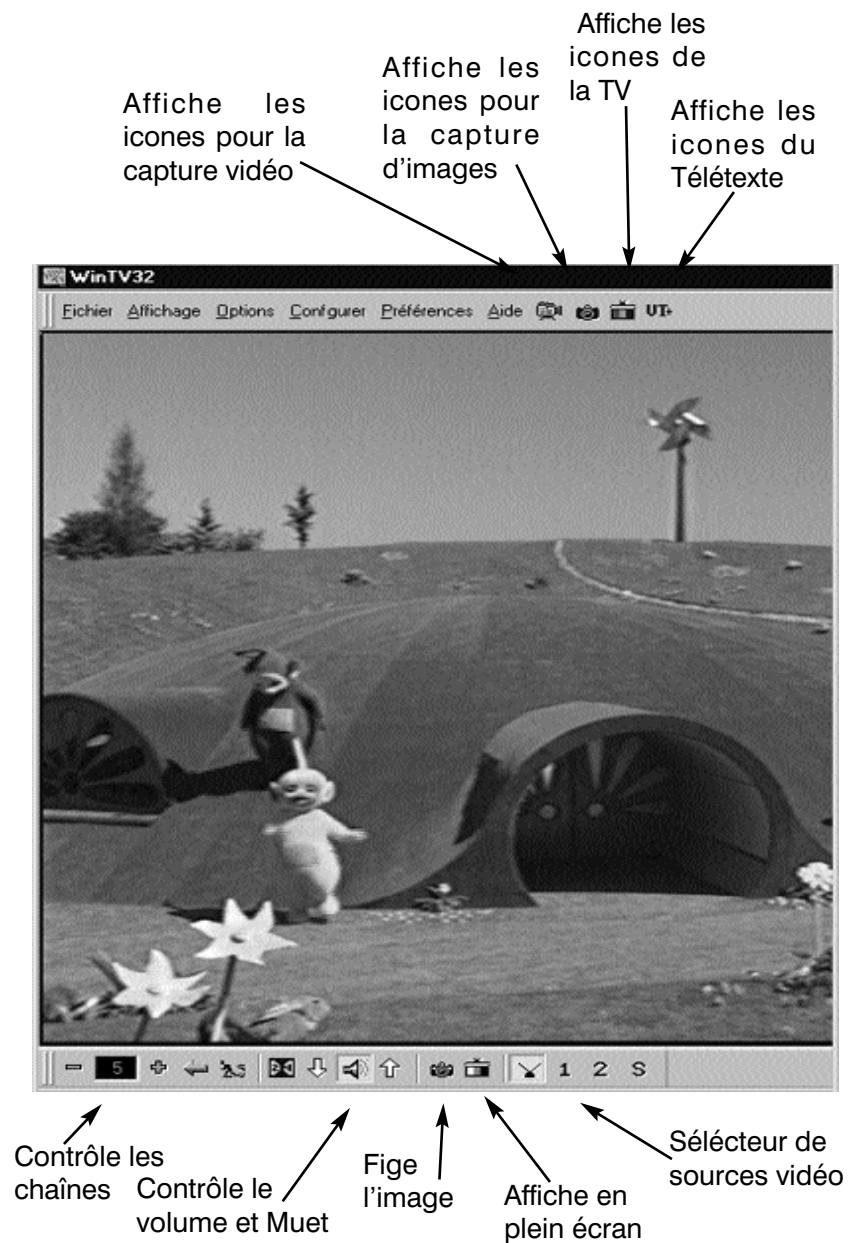 Affiche les
icones de
la TV
Affiche les
icones pour
la capture
d’images
Affiche les
icones pour la
capture vidéo
Affiche les
icones du
Télétexte
WinTV32
Fichier Affichage Options Configurer Préférences Aide VT+
5 1 2 S
Contrôle les
chaînes
Contrôle le
volume et Muet
Fige
l’image
Affiche en
plein écran
Sélécteur de
sources vidéo